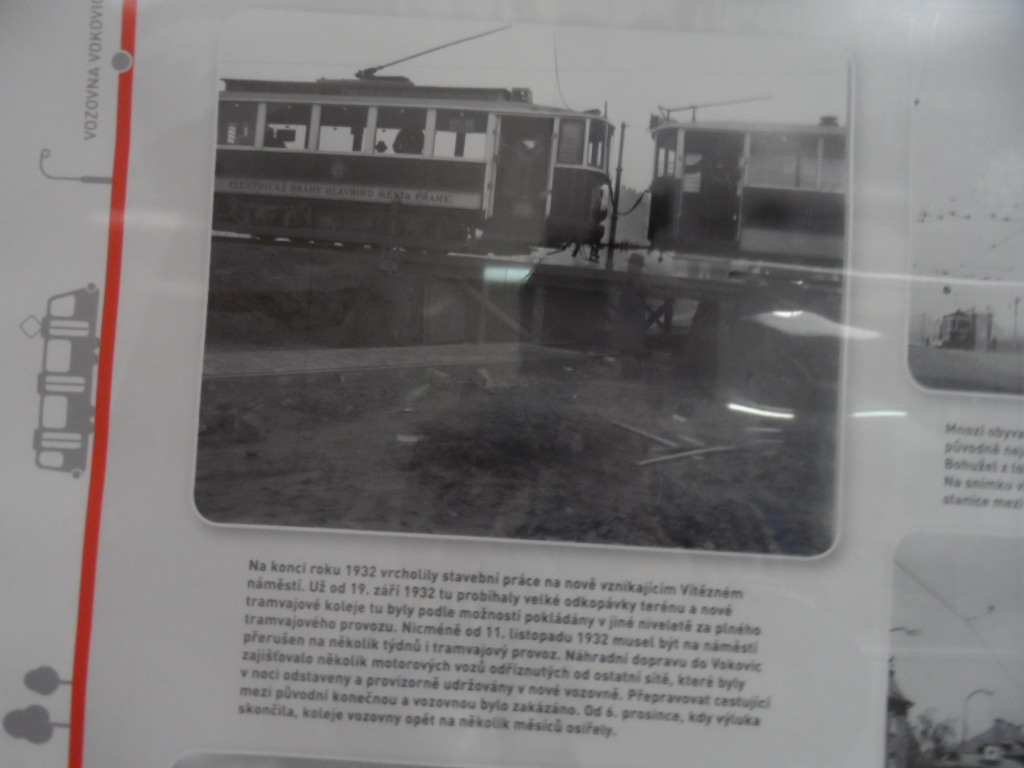 VOZOVNA VOKOVIC
ELEKTRICKÉ DRÁHY HLAVNÍHO MĚSTA PRAHY.
Na konci roku 1932 vrcholily stavební práce na nově vznikajícím Vítězném
náměstí. Už od 19. září 1932 tu probíhaly velké odkopávky terénu a nové
tramvajové koleje tu byly podle možností pokládány v jiné niveletě za plného
tramvajového provozu. Nicméně od 11. listopadu 1932 musel být na náměstí
přerušen na několik týdnů i tramvajový provoz. Náhradní dopravu do Vokovic
zajišťovalo několik motorových vozů odříznutých od ostatní sítě, které byly
v noci odstaveny a provizorně udržovány v nové vozovně. Přepravovat cestující
mezi původní konečnou a vozovnou bylo zakázáno. Od 6. prosince, kdy výluka
skončila, koleje vozovny opět na několik měsíců osiřely.
Mnozí obyva
původně nej
Bohužel z to
Na snímku v
stanice mezi